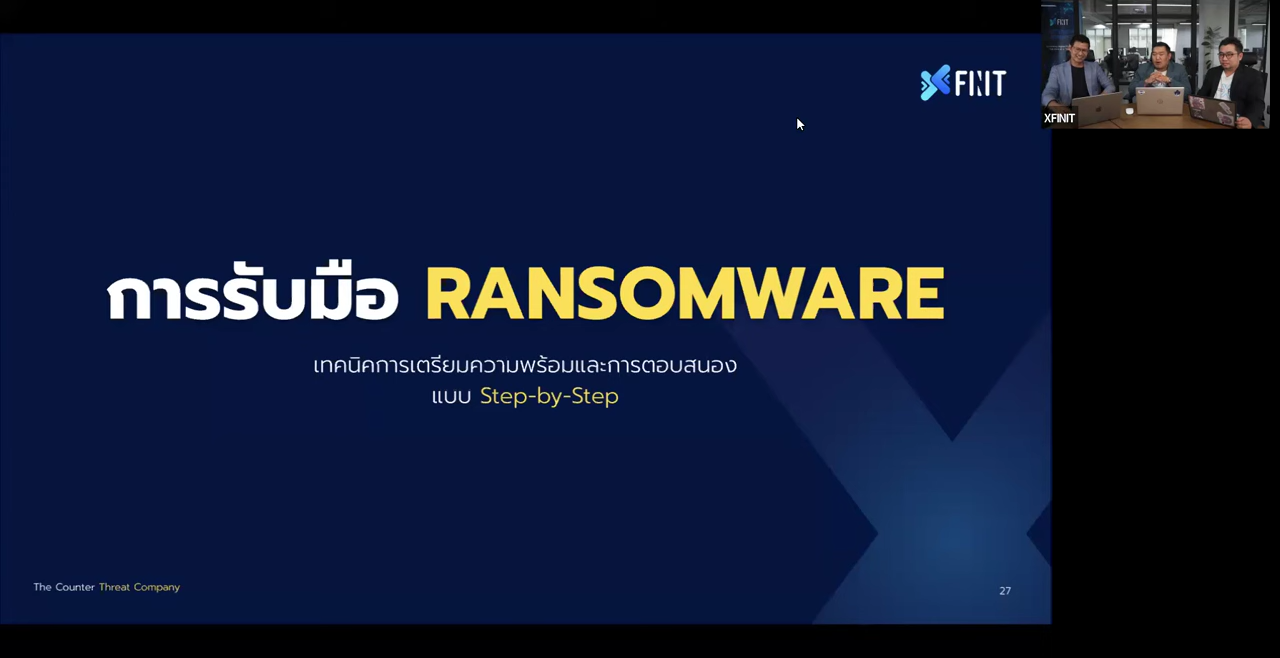 XFINIT
การรับมือ RANSOMWARE
เทคนิคการเตรียมความพร้อมและการตอบสนอง
แบบ Step-by-Step
The Counter Threat Company
27
XFINIT